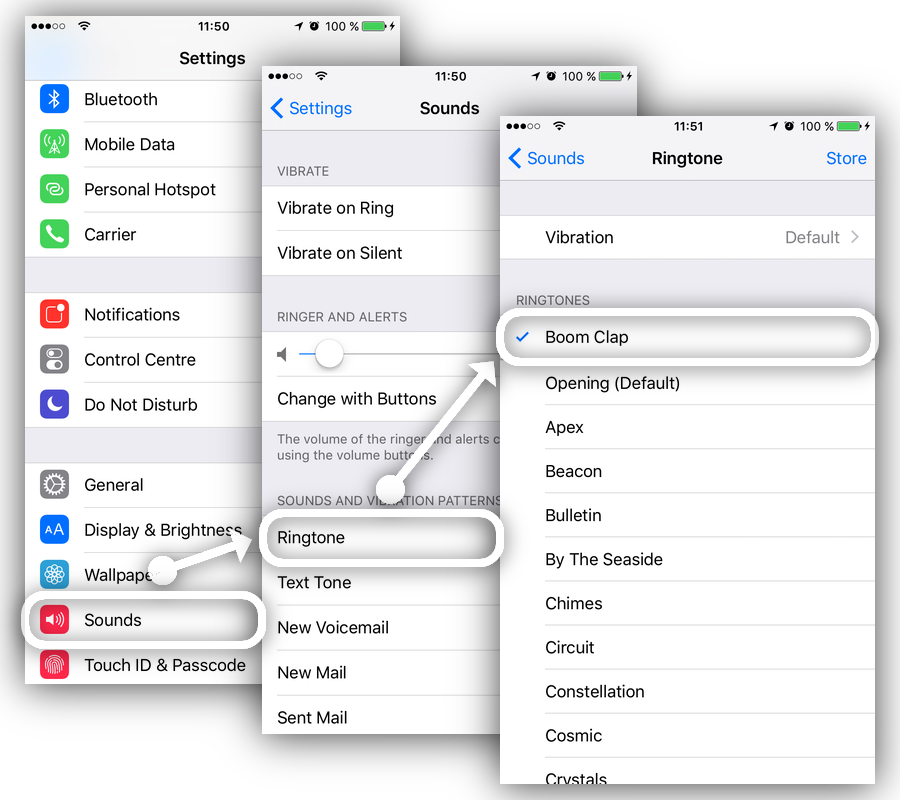 11:50
100 %
Settings
Bluetooth
Mobile Data
Personal Hotspot
Carrier
Notifications
Control Centre
Do Not Disturb
General
AA Display & Brightness
Wallpaper
Sounds
Touch ID & Passcode
11:50
100 %
Settings
Sounds
VIBRATE
Vibrate on Ring
Vibrate on Silent
RINGER AND ALERTS
Change with Buttons
The volume of the ringer and alerts c
using the volume buttons.
SOUNDS AND VIBRATION PATTERNS
Ringtone
Text Tone
New Voicemail
New Mail
Sent Mail
11:51
100 %
Sounds
Ringtone
Store
Vibration
Default
RINGTONES
Boom Clap
Opening (Default)
Apex
Beacon
Bulletin
By The Seaside
Chimes
Circuit
Constellation
Cosmic
Crystals